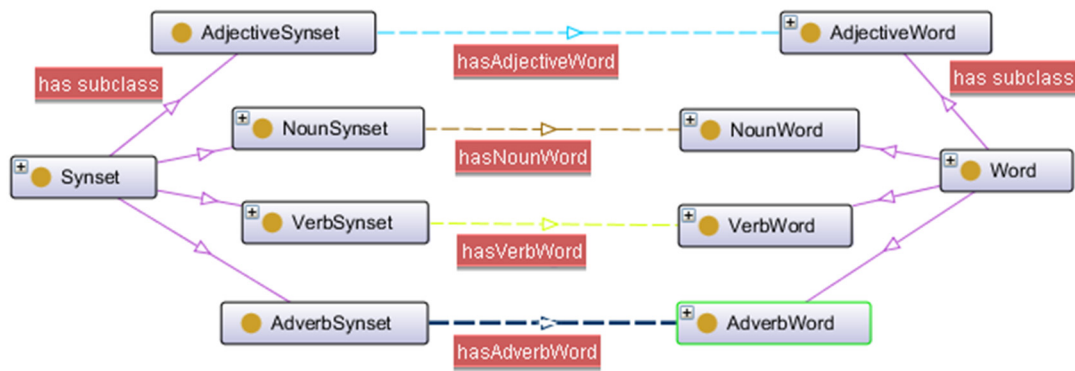 AdjectiveSynset
AdjectiveWord
hasAdjectiveWord
has subclass
has subclass
NounSynset
NounWord
hasNounWord
Synset
Word
VerbSynset
VerbWord
hasVerbWord
AdverbSynset
AdverbWord
hasAdverbWord